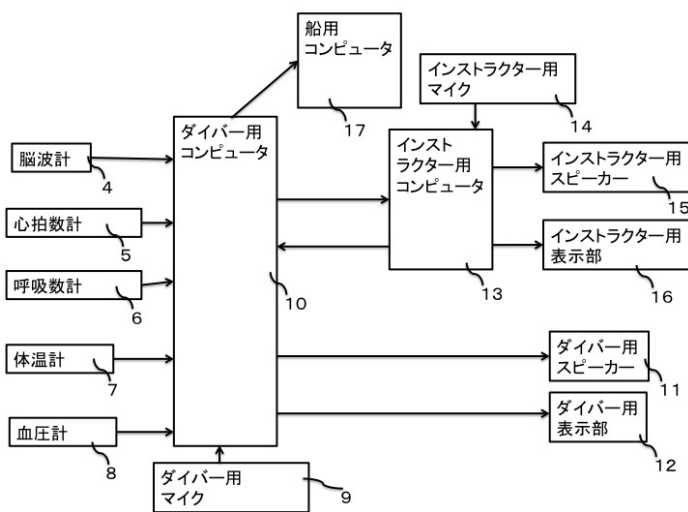 船用
コンピュータ
17
インストラクター用
マイク
14
ダイバー用
コンピュータ
10
インスト
ラクター用
コンピュータ
13
インストラクター用
スピーカー
15
インストラクター用
表示部
16
脳波計
4
心拍数計
5
呼吸数計
6
体温計
7
血圧計
8
ダイバー用
スピーカー
11
ダイバー用
表示部
12
ダイバー用
マイク
9